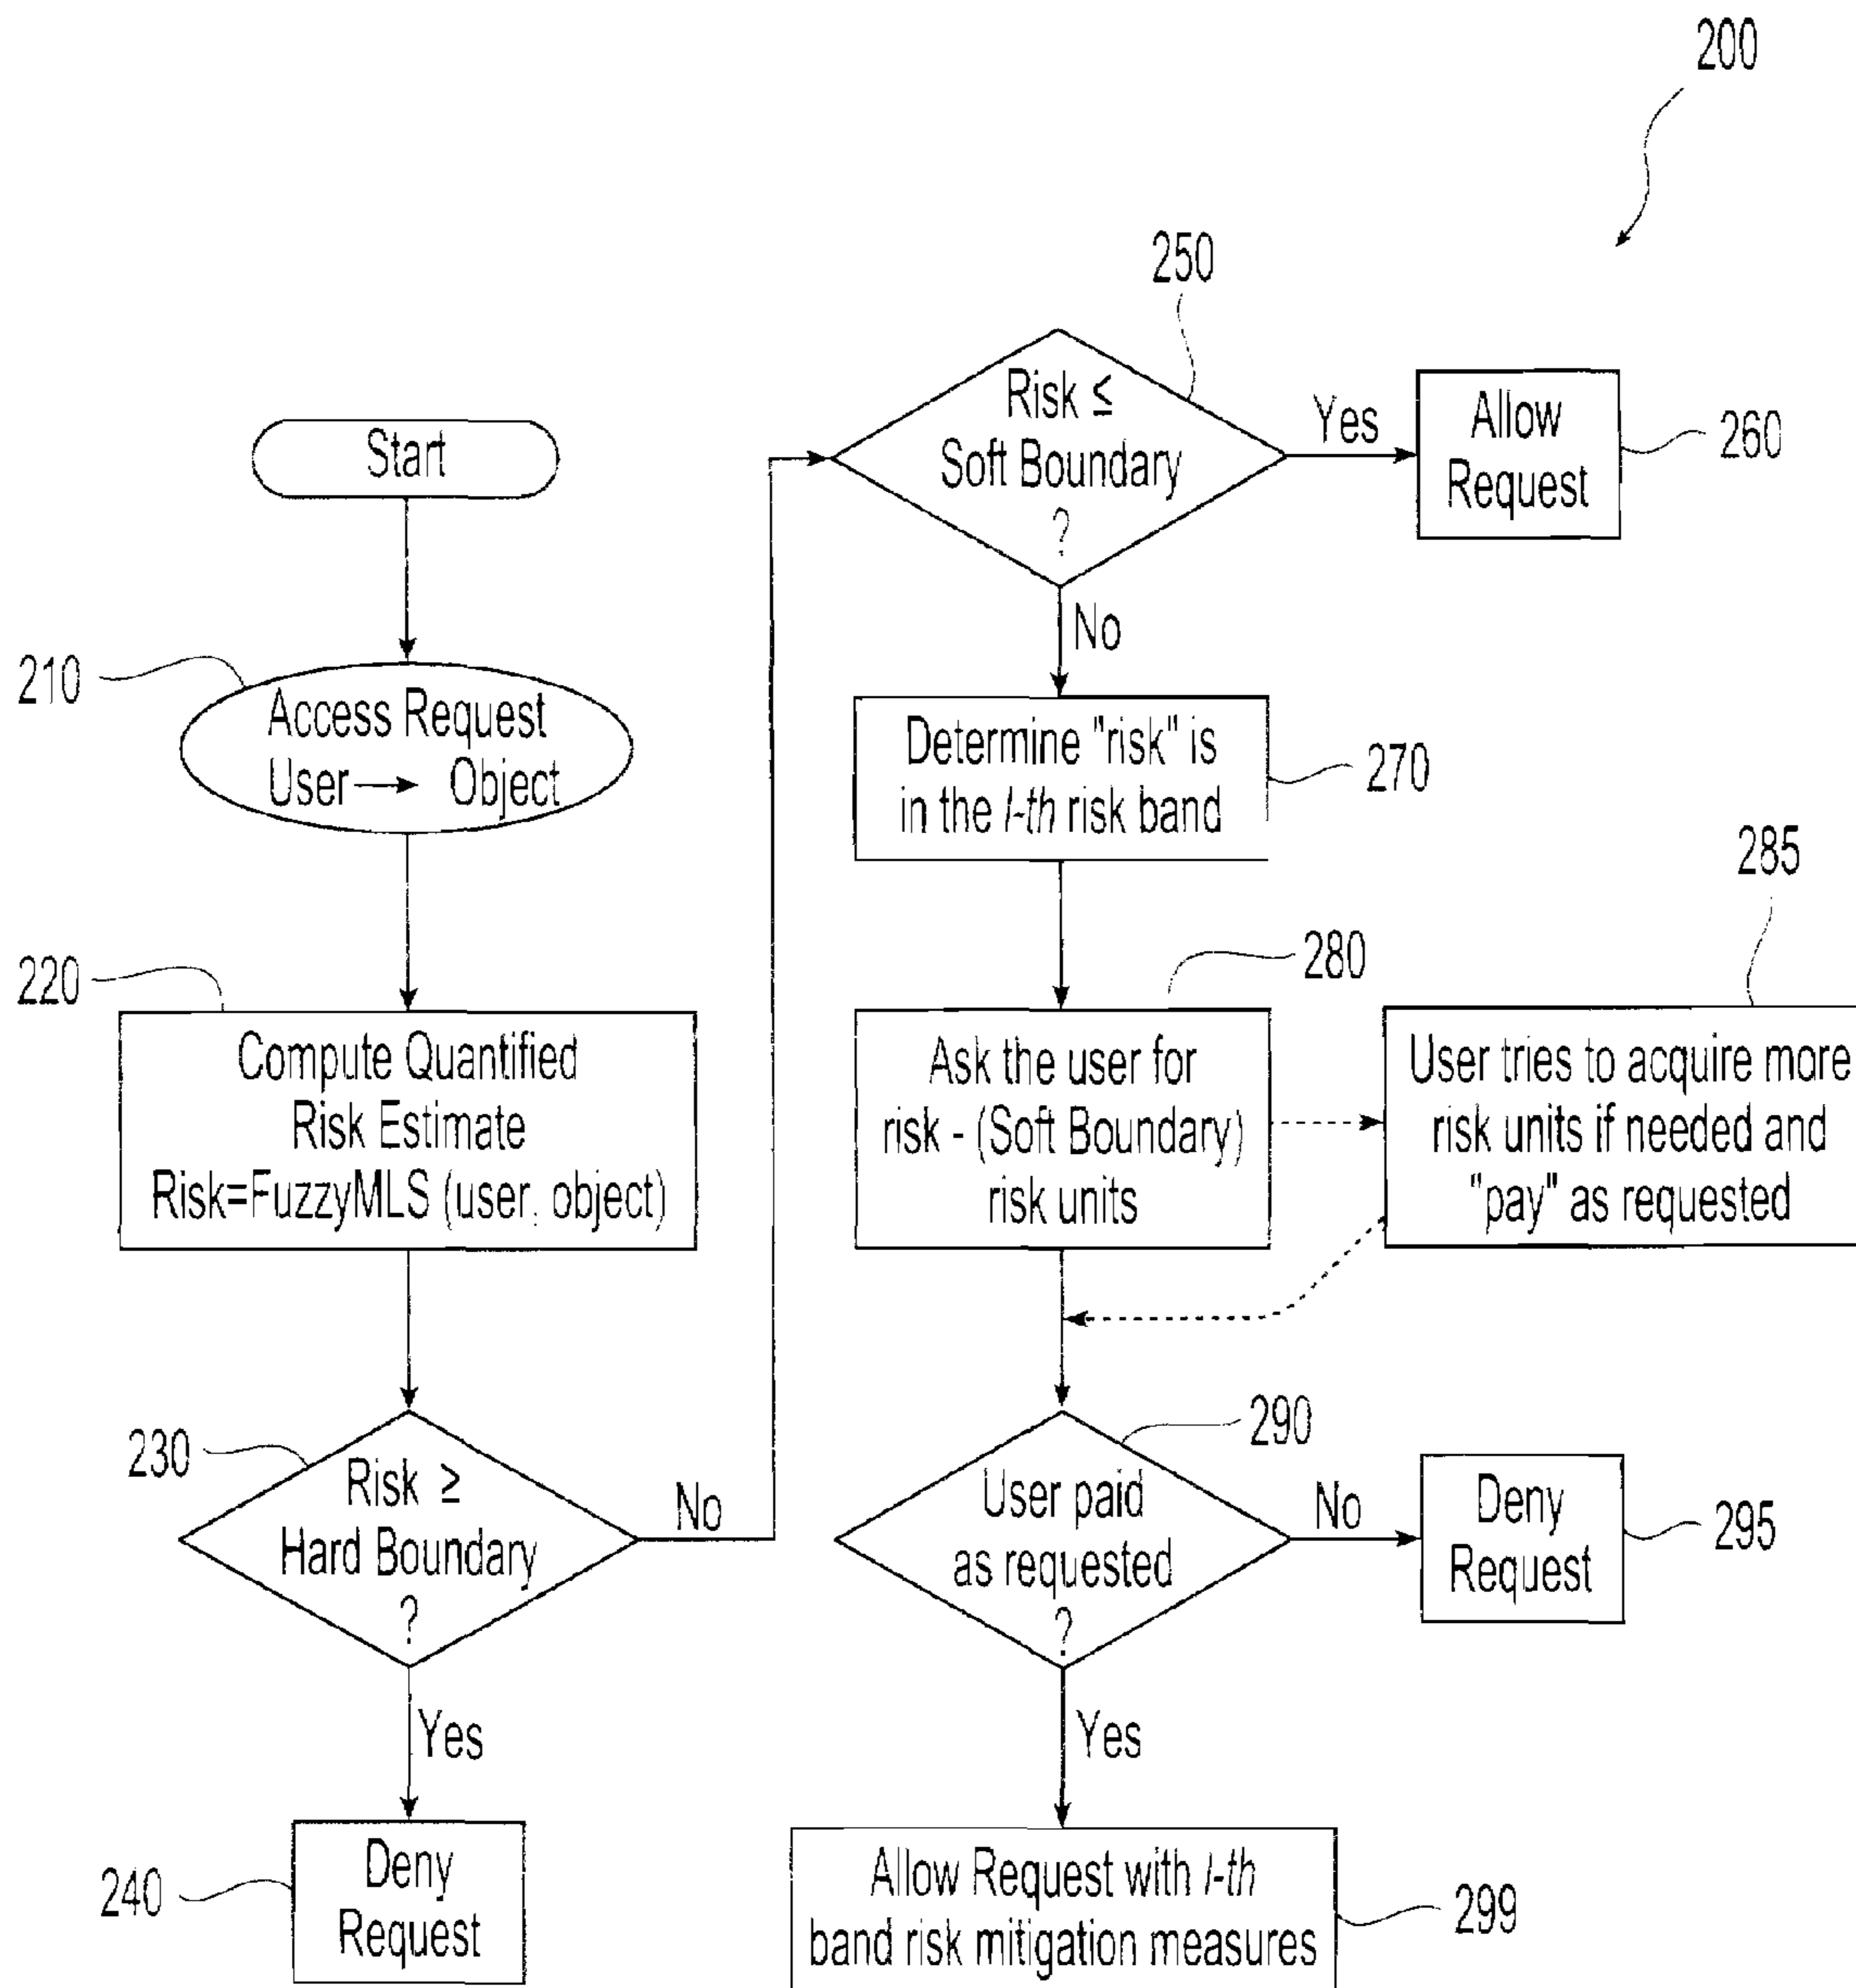 200
Start
210
Access Request
User → Object
220
Compute Quantified
Risk Estimate
Risk=FuzzyMLS (user, object)
230
Risk ≥
Hard Boundary
?
No
Yes
240
Deny
Request
250
Risk ≤
Soft Boundary
?
Yes
Allow
Request
260
No
Determine "risk" is
in the I-th risk band
270
280
Ask the user for
risk - (Soft Boundary)
risk units
285
User tries to acquire more
risk units if needed and
"pay" as requested
290
User paid
as requested
?
No
Deny
Request
295
Yes
Allow Request with I-th
band risk mitigation measures
299